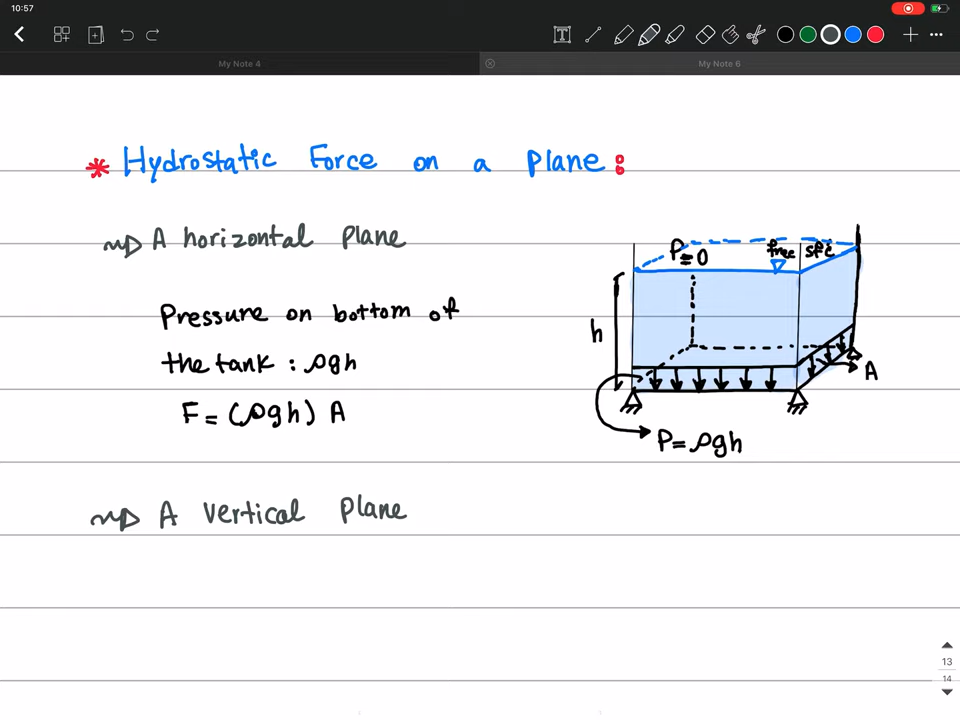 10:57
My Note 4
My Note 6
* Hydrostatic Force on a Plane:
A horizontal Plane
Pressure on bottom of
the tank : ρgh
F = (ρgh) A
P=0
free sfc
h
A
P = ρgh
A vertical Plane
13
14